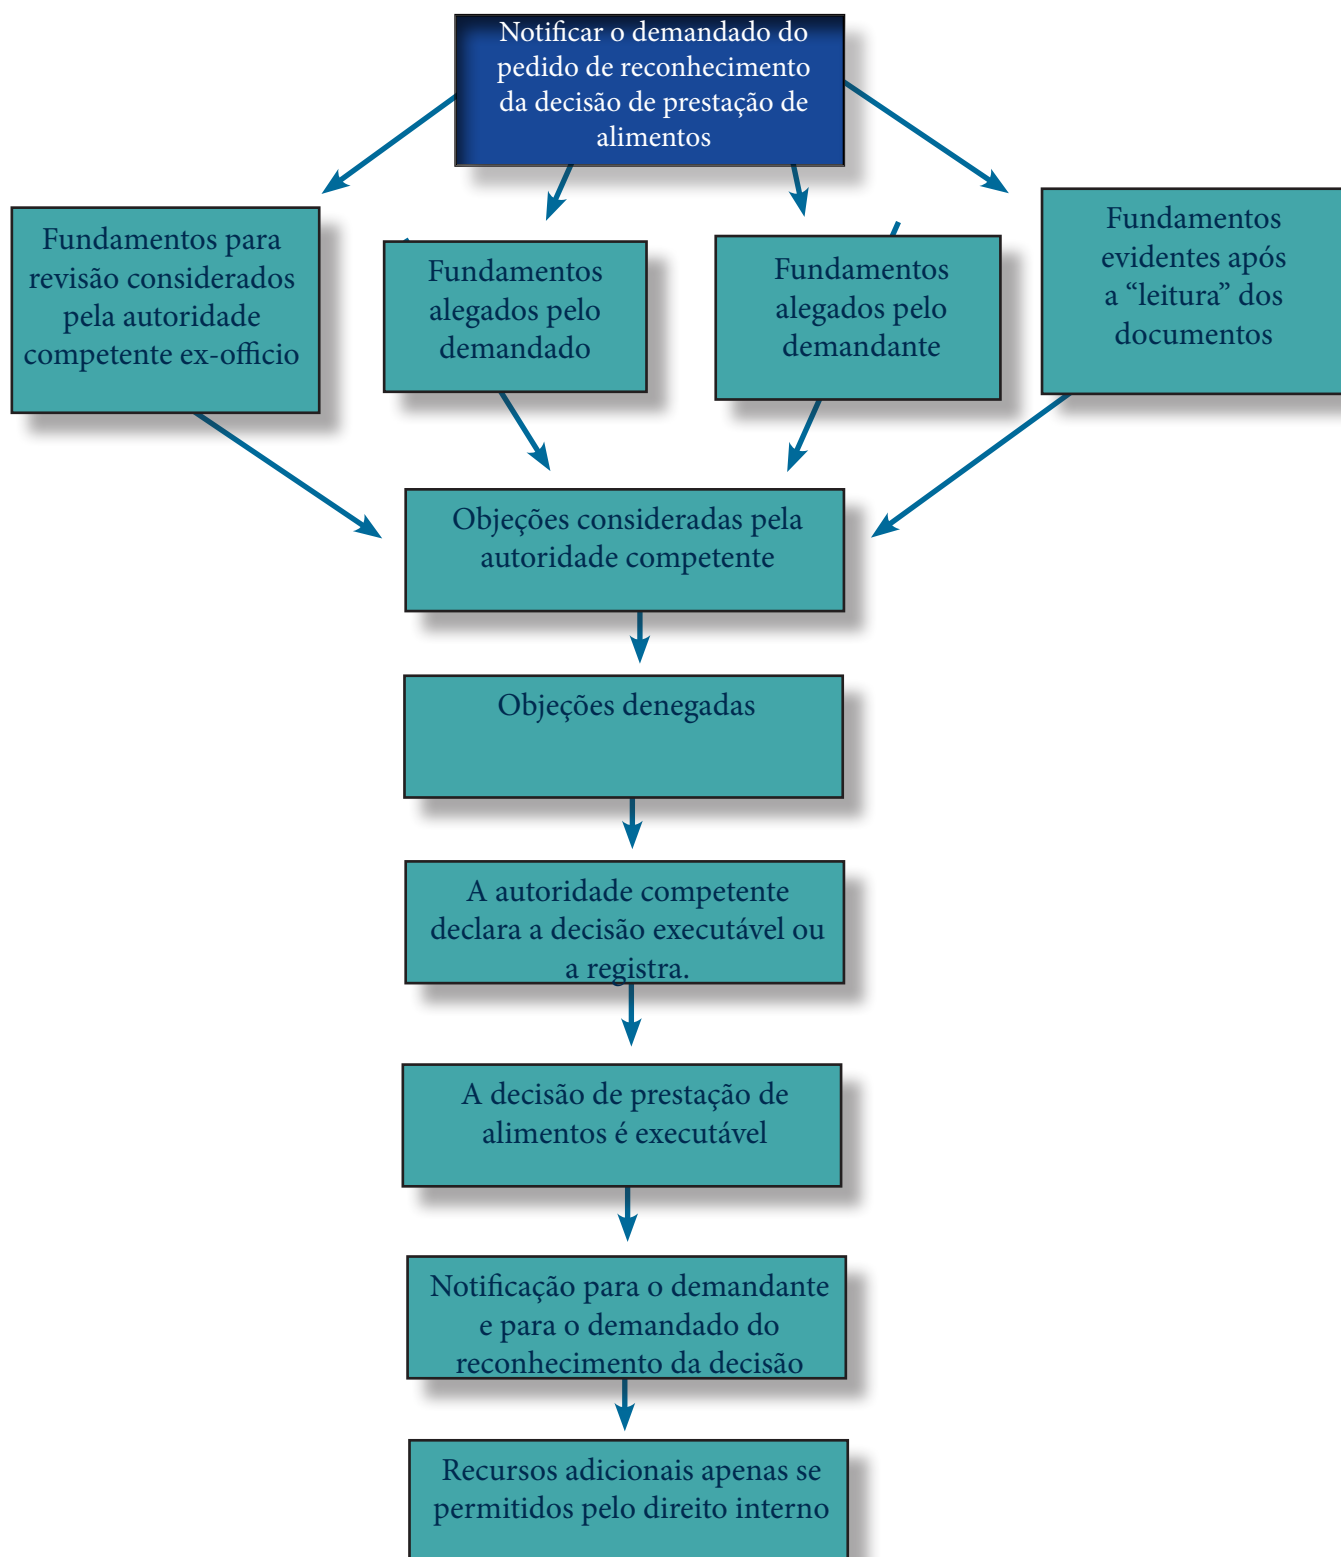 Notificar o demandado do
pedido de reconhecimento
da decisão de prestação de
alimentos
Fundamentos para
revisão considerados
pela autoridade
competente ex-officio
Fundamentos
alegados pelo
demandado
Fundamentos
alegados pelo
demandante
Fundamentos
evidentes após
a “leitura” dos
documentos
Objeções consideradas pela
autoridade competente
Objeções denegadas
A autoridade competente
declara a decisão executável ou
a registra.
A decisão de prestação de
alimentos é executável
Notificação para o demandante
e para o demandado do
reconhecimento da decisão
Recursos adicionais apenas se
permitidos pelo direito interno